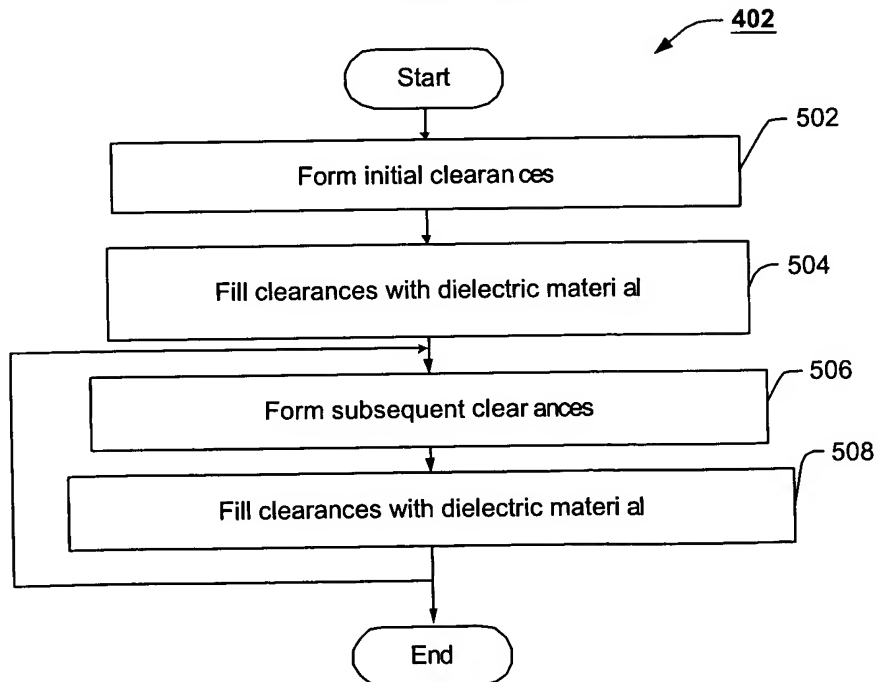 402
Start
502
Form initial clearances
504
Fill clearances with dielectric material
506
Form subsequent clearances
508
Fill clearances with dielectric material
End